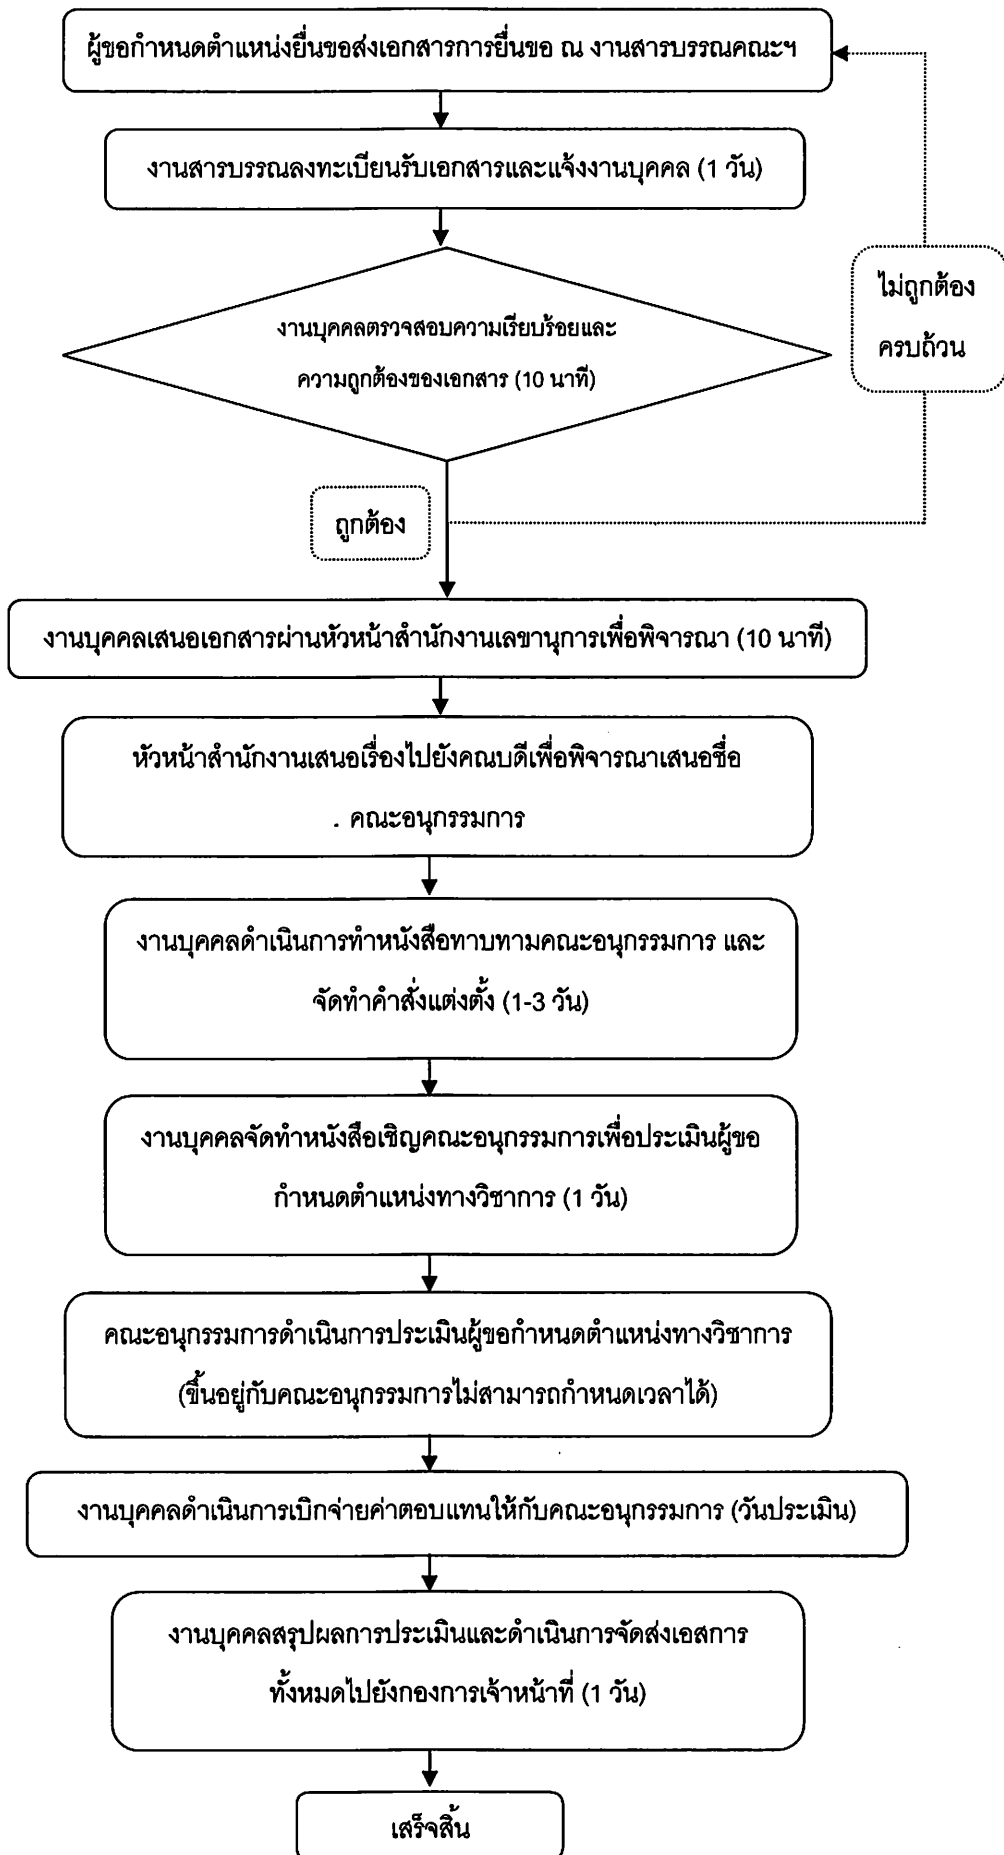 ผู้ขอกำหนดตำแหน่งยื่นขอส่งเอกสารการยื่นขอ ณ งานสารบรรณคณะฯ
งานสารบรรณลงทะเบียนรับเอกสารและแจ้งงานบุคคล (1 วัน)
งานบุคคลตรวจสอบความเรียบร้อยและ
ความถูกต้องของเอกสาร (10 นาที)
ไม่ถูกต้อง
ครบถ้วน
ถูกต้อง
งานบุคคลเสนอเอกสารผ่านหัวหน้าสำนักงานเลขานุการเพื่อพิจารณา (10 นาที)
หัวหน้าสำนักงานเสนอเรื่องไปยังคณบดีเพื่อพิจารณาเสนอชื่อ
คณะอนุกรรมการ
งานบุคคลดำเนินการทำหนังสือทาบทามคณะอนุกรรมการ และ
จัดทำคำสั่งแต่งตั้ง (1-3 วัน)
งานบุคคลจัดทำหนังสือเชิญคณะอนุกรรมการเพื่อประเมินผู้ขอ
กำหนดตำแหน่งทางวิชาการ (1 วัน)
คณะอนุกรรมการดำเนินการประเมินผู้ขอกำหนดตำแหน่งทางวิชาการ
(ขึ้นอยู่กับคณะอนุกรรมการไม่สามารถกำหนดเวลาได้)
งานบุคคลดำเนินการเบิกจ่ายค่าตอบแทนให้กับคณะอนุกรรมการ (วันประเมิน)
งานบุคคลสรุปผลการประเมินและดำเนินการจัดส่งเอสการ
ทั้งหมดไปยังกองการเจ้าหน้าที่ (1 วัน)
เสร็จสิ้น